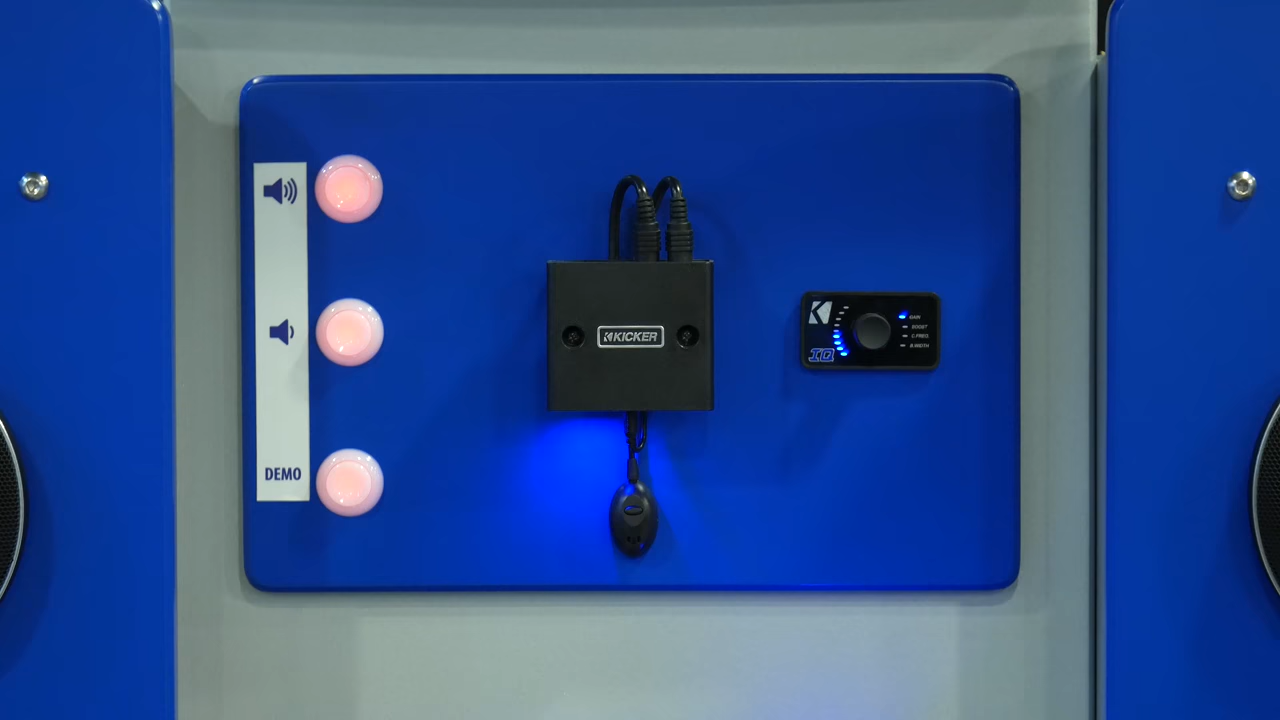 DEMO
KICKER
K
IQ
GAIN
BOOST
C.FREQ
B.WIDTH